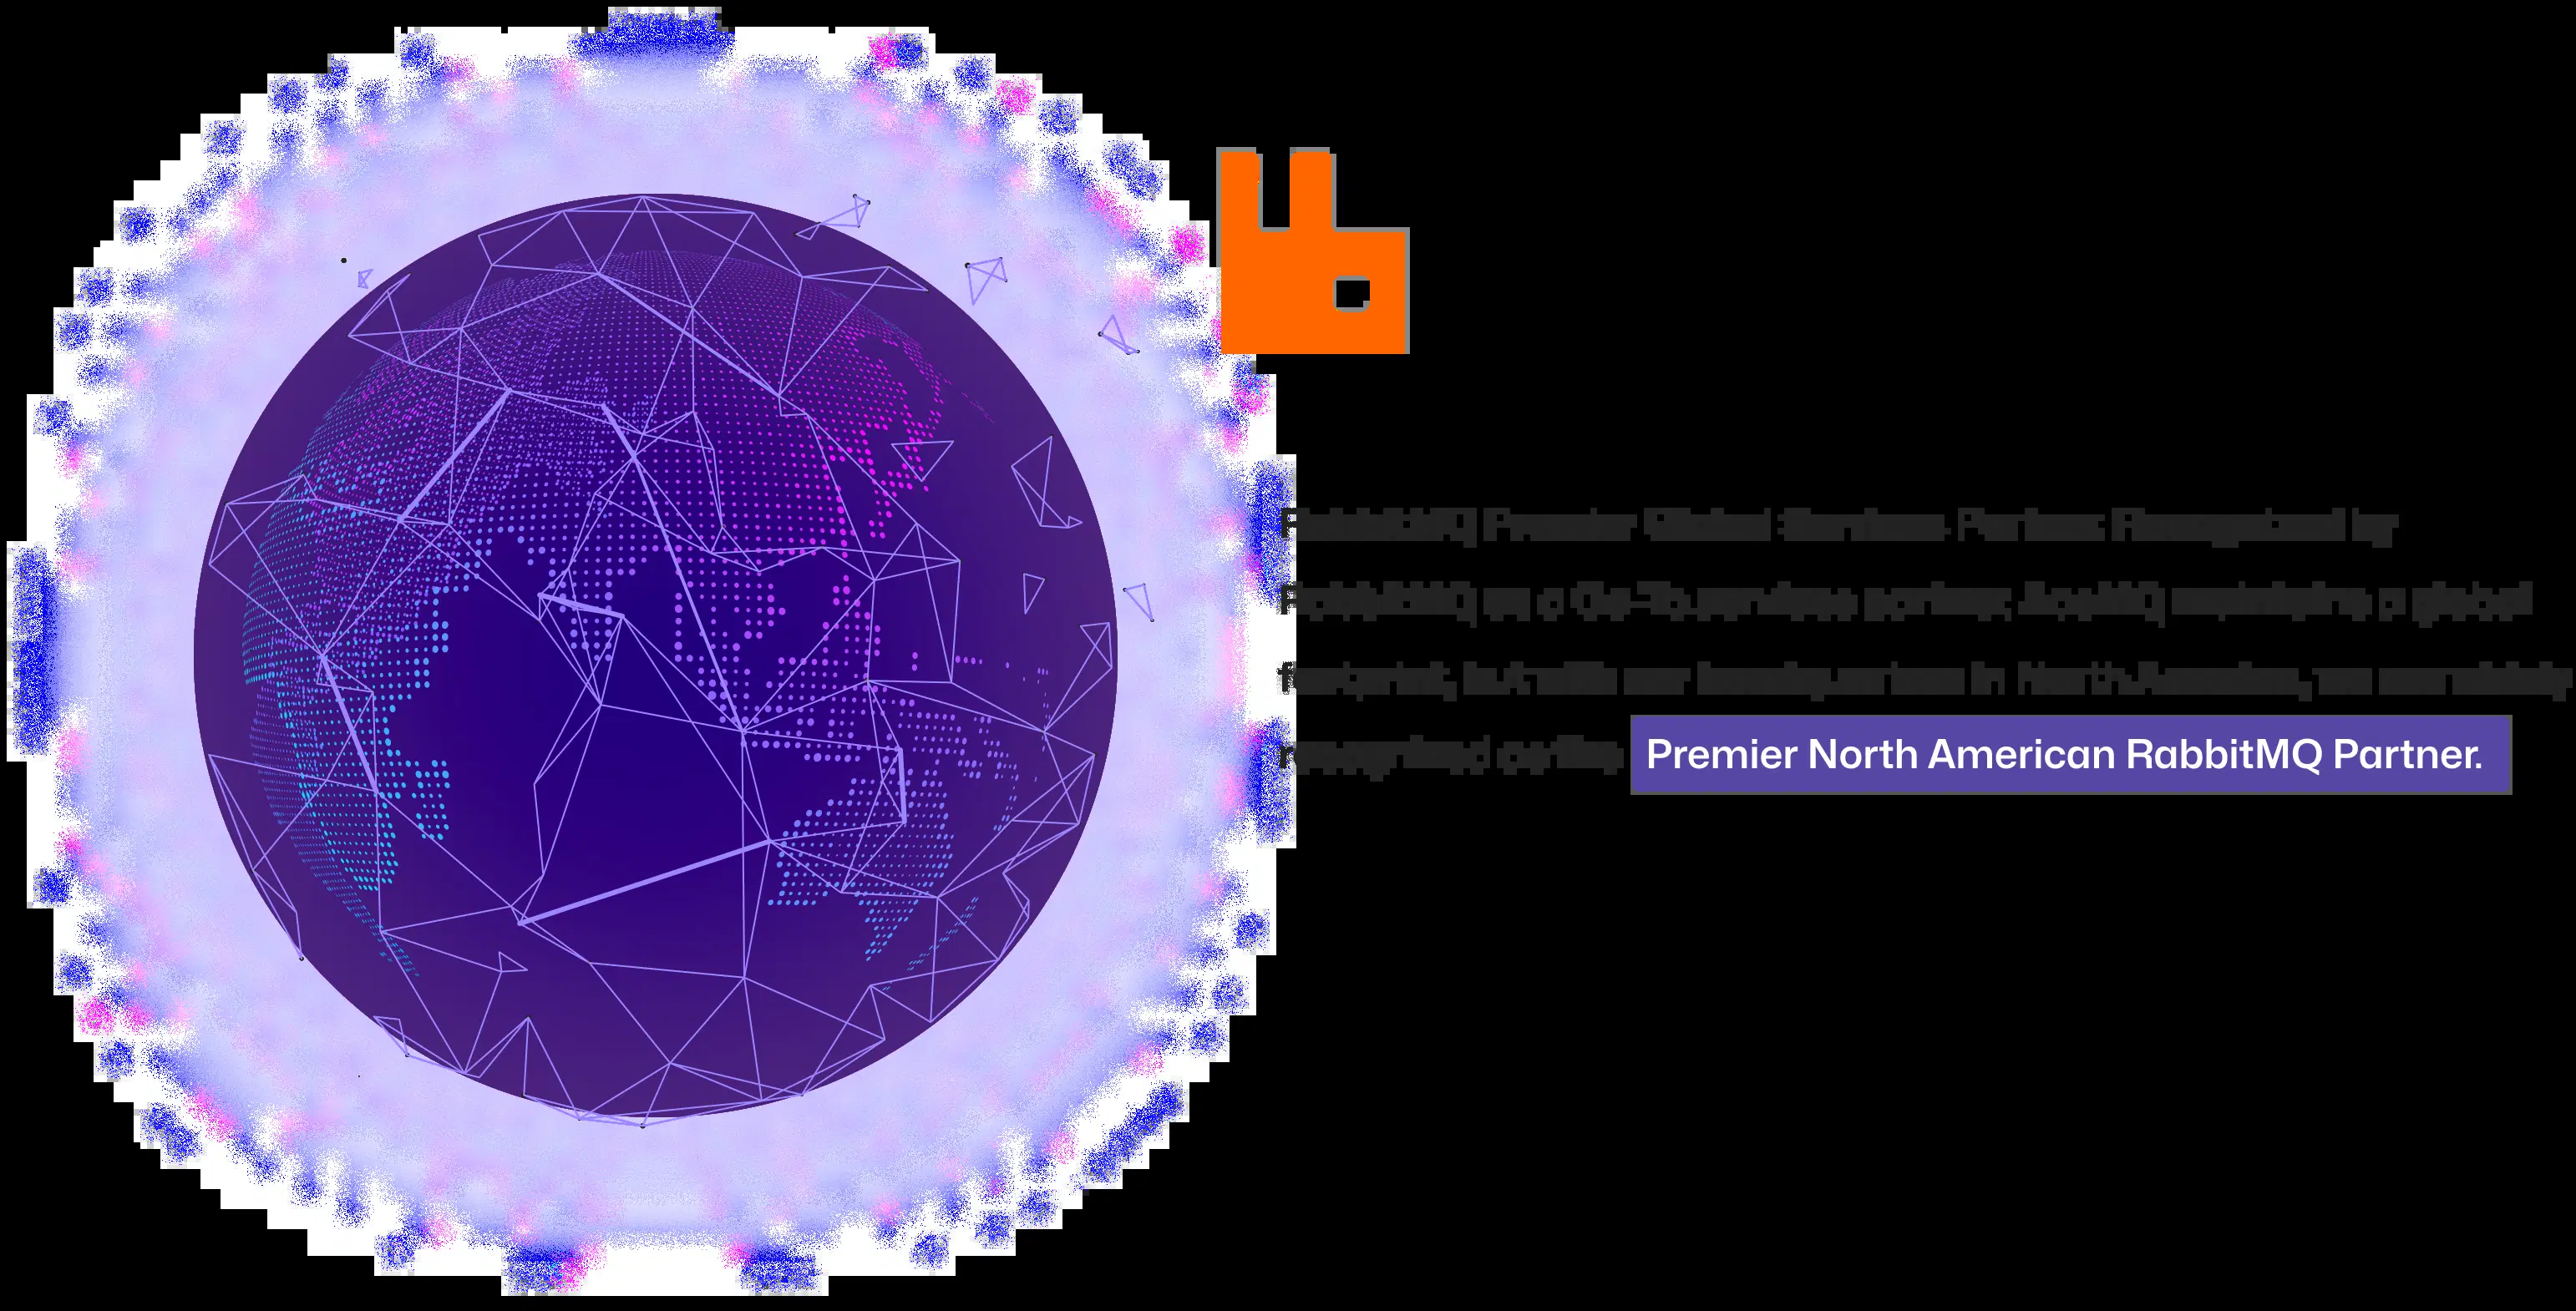 RabbitMQ Premier Global Services Partner: Recognized by
RabbitMQ as a Go-To services partner, AceMQ maintains a global
footprint, but with our headquarters in North America, we are
recognized as the Premier North American RabbitMQ Partner.